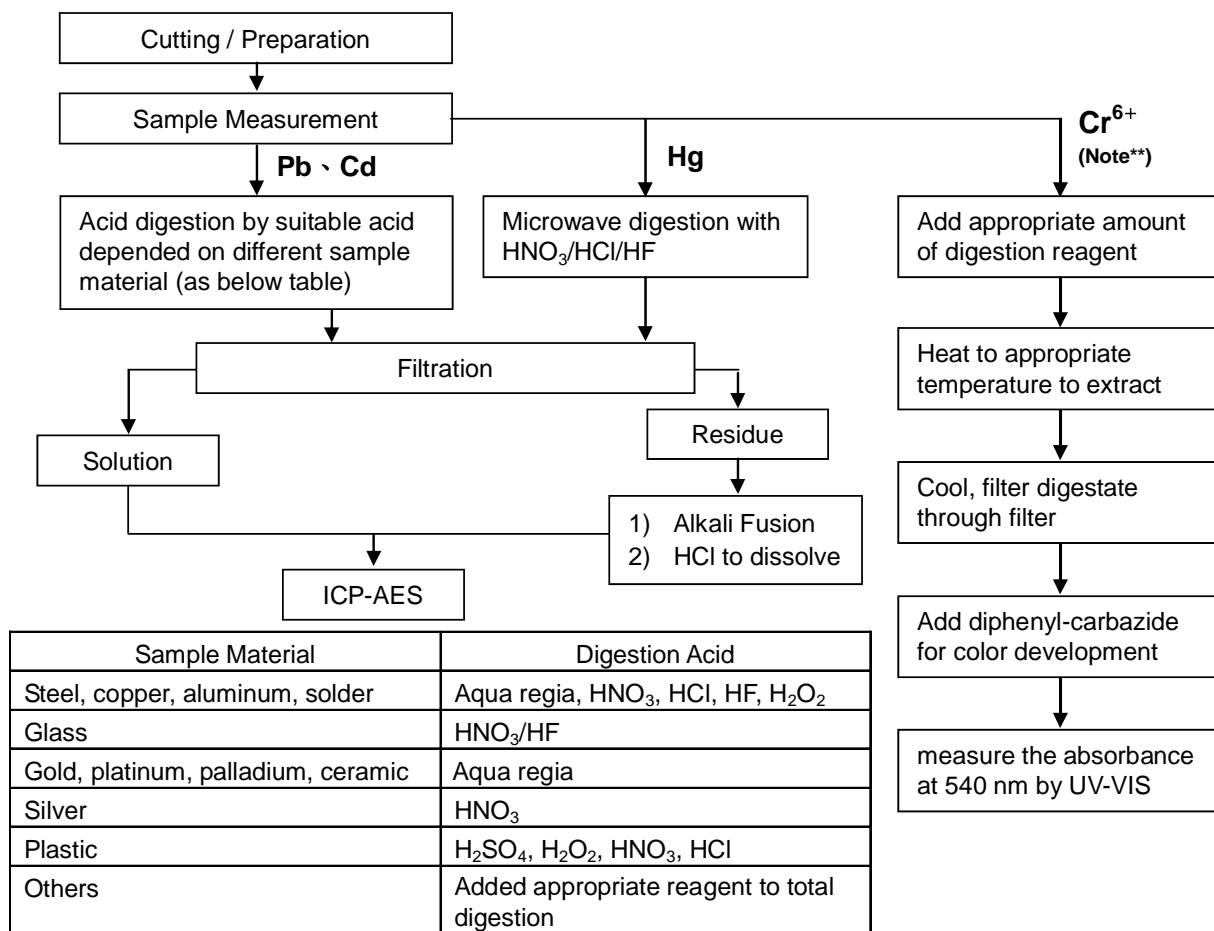 Cutting / Preparation
Sample Measurement
Pb、Cd
Hg
Cr⁶⁺
(Note**)
Acid digestion by suitable acid
depended on different sample
material (as below table)
Microwave digestion with
HNO₃/HCl/HF
Add appropriate amount
of digestion reagent
Filtration
Heat to appropriate
temperature to extract
Solution
Residue
1) Alkali Fusion
2) HCl to dissolve
Cool, filter digestate
through filter
ICP-AES
Add diphenyl-carbazide
for color development
measure the absorbance
at 540 nm by UV-VIS
Sample Material Digestion Acid
Steel, copper, aluminum, solder Aqua regia, HNO₃, HCl, HF, H₂O₂
Glass HNO₃/HF
Gold, platinum, palladium, ceramic Aqua regia
Silver HNO₃
Plastic H₂SO₄, H₂O₂, HNO₃, HCl
Others Added appropriate reagent to total
digestion